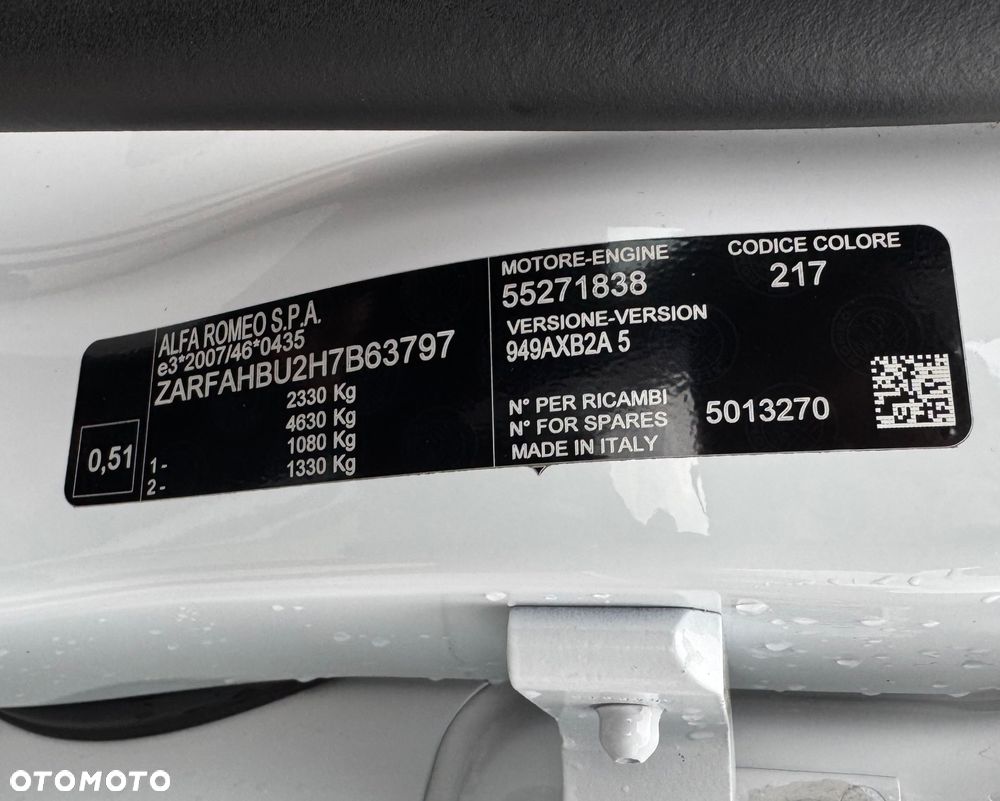 ALFA ROMEO S.P.A.
e3*2007/46*0435
ZARFAHBU2H7B63797
2330 Kg
4630 Kg
1- 1080 Kg
2- 1330 Kg
0,51
MOTORE-ENGINE
55271838
VERSIONE-VERSION
949AXB2A 5
CODICE COLORE
217
N° PER RICAMBI
N° FOR SPARES
5013270
MADE IN ITALY
OTOMOTO